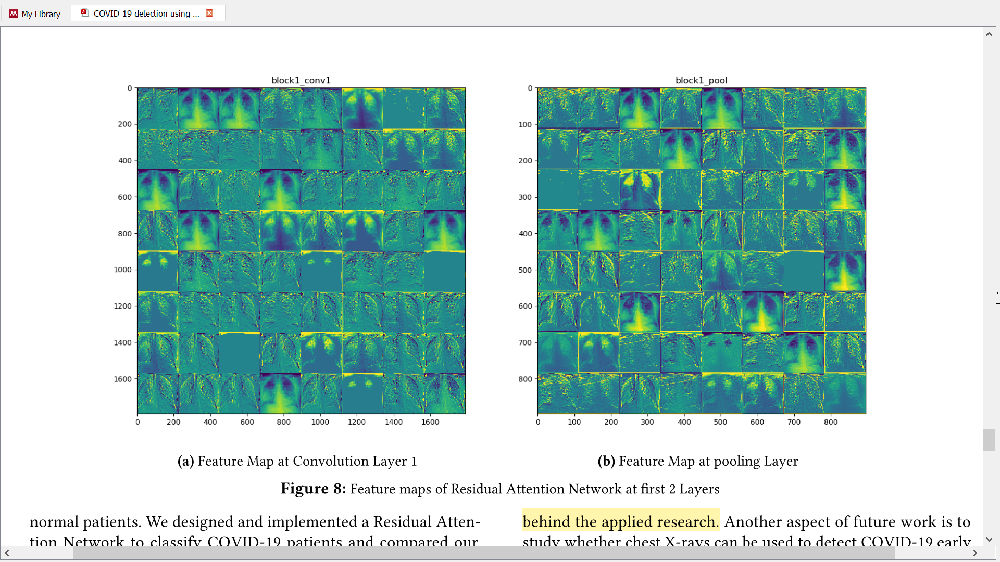 My Library
COVID-19 detection using ...
block1_conv1
0
200
400
600
800
1000
1200
1400
1600
0 200 400 600 800 1000 1200 1400 1600
block1_pool
0
100
200
300
400
500
600
700
800
0 100 200 300 400 500 600 700 800
(a) Feature Map at Convolution Layer 1
(b) Feature Map at pooling Layer
Figure 8: Feature maps of Residual Attention Network at first 2 Layers
normal patients. We designed and implemented a Residual Atten-
tion Network to classify COVID-19 patients and compared our
behind the applied research. Another aspect of future work is to
study whether chest X-rays can be used to detect COVID-19 early